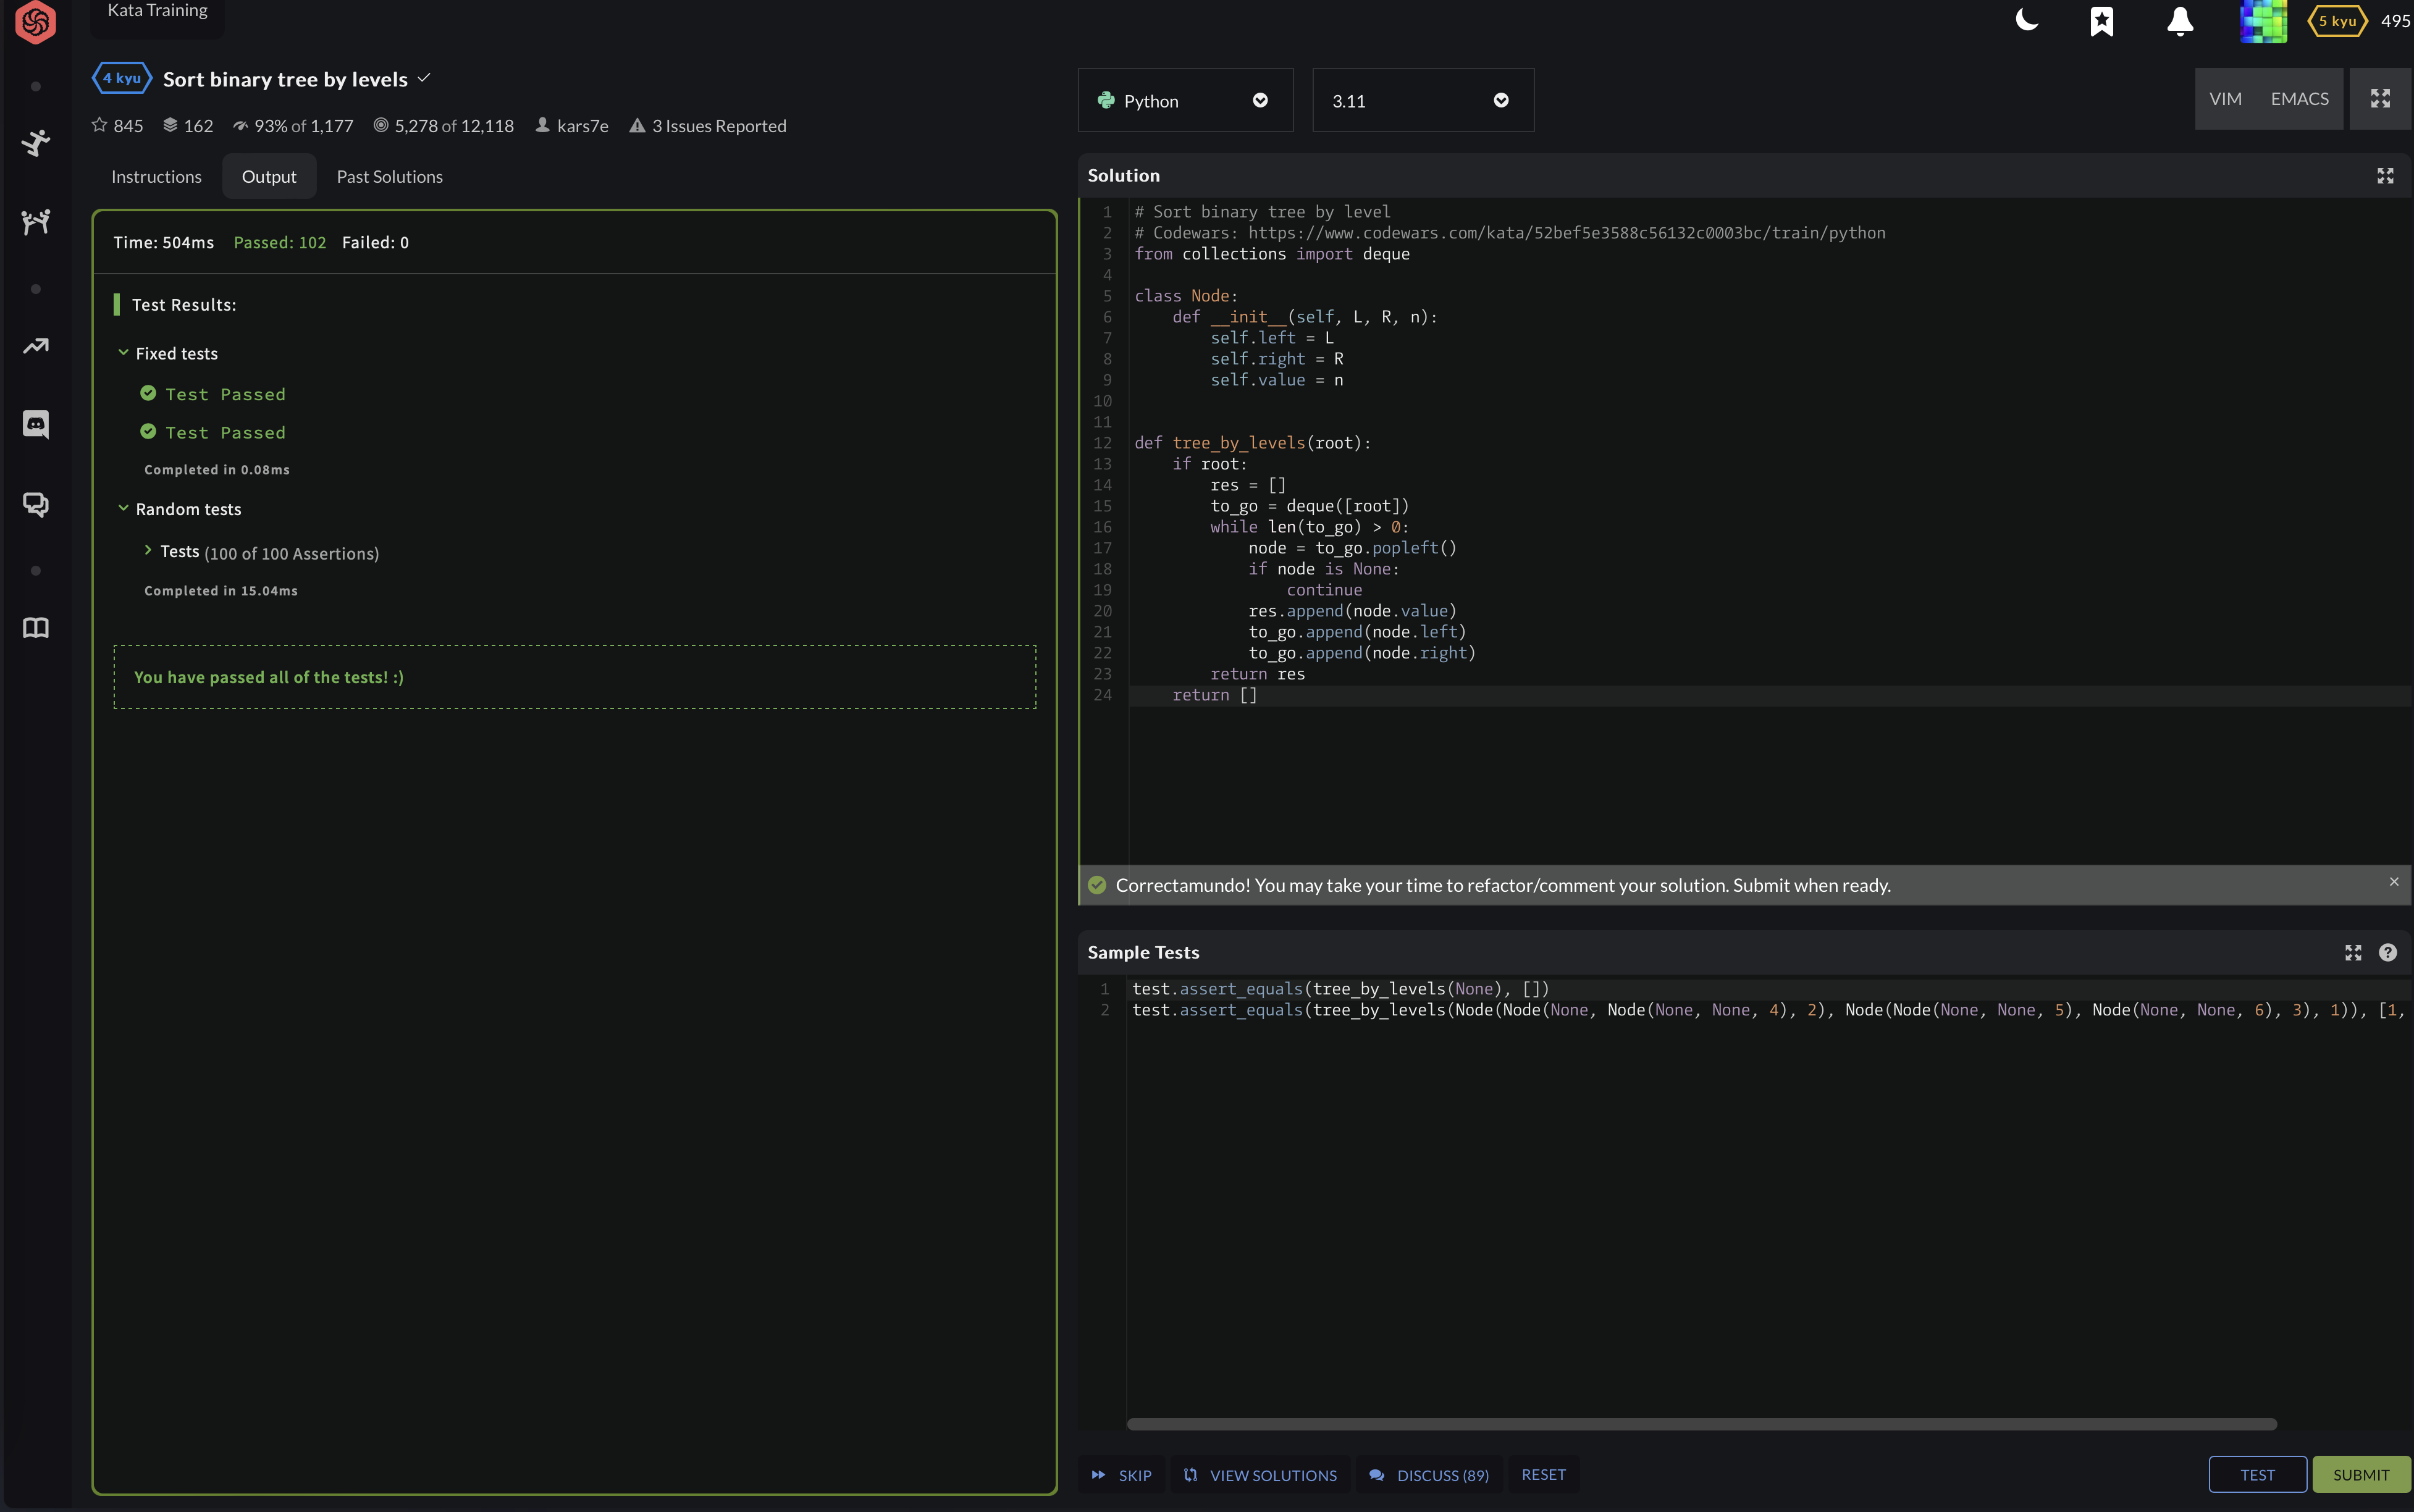 Kata Training
5 kyu 495
4 kyu Sort binary tree by levels
845 162 93% of 1,177 5,278 of 12,118 kars7e 3 Issues Reported
Instructions Output Past Solutions
Time: 504ms Passed: 102 Failed: 0
Test Results:
Fixed tests
Test Passed
Test Passed
Completed in 0.08ms
Random tests
Tests (100 of 100 Assertions)
Completed in 15.04ms
You have passed all of the tests! :)
Python 3.11 VIM EMACS
Solution
1 # Sort binary tree by level
2 # Codewars: https://www.codewars.com/kata/52bef5e3588c56132c0003bc/train/python
3 from collections import deque
4
5 class Node:
6     def __init__(self, L, R, n):
7         self.left = L
8         self.right = R
9         self.value = n
10
11
12 def tree_by_levels(root):
13     if root:
14         res = []
15         to_go = deque([root])
16         while len(to_go) > 0:
17             node = to_go.popleft()
18             if node is None:
19                 continue
20             res.append(node.value)
21             to_go.append(node.left)
22             to_go.append(node.right)
23         return res
24     return []
Correctamundo! You may take your time to refactor/comment your solution. Submit when ready.
Sample Tests
1 test.assert_equals(tree_by_levels(None), [])
2 test.assert_equals(tree_by_levels(Node(Node(None, Node(None, None, 4), 2), Node(Node(None, None, 5), Node(None, None, 6), 3), 1)), [1,
SKIP VIEW SOLUTIONS DISCUSS (89) RESET TEST SUBMIT